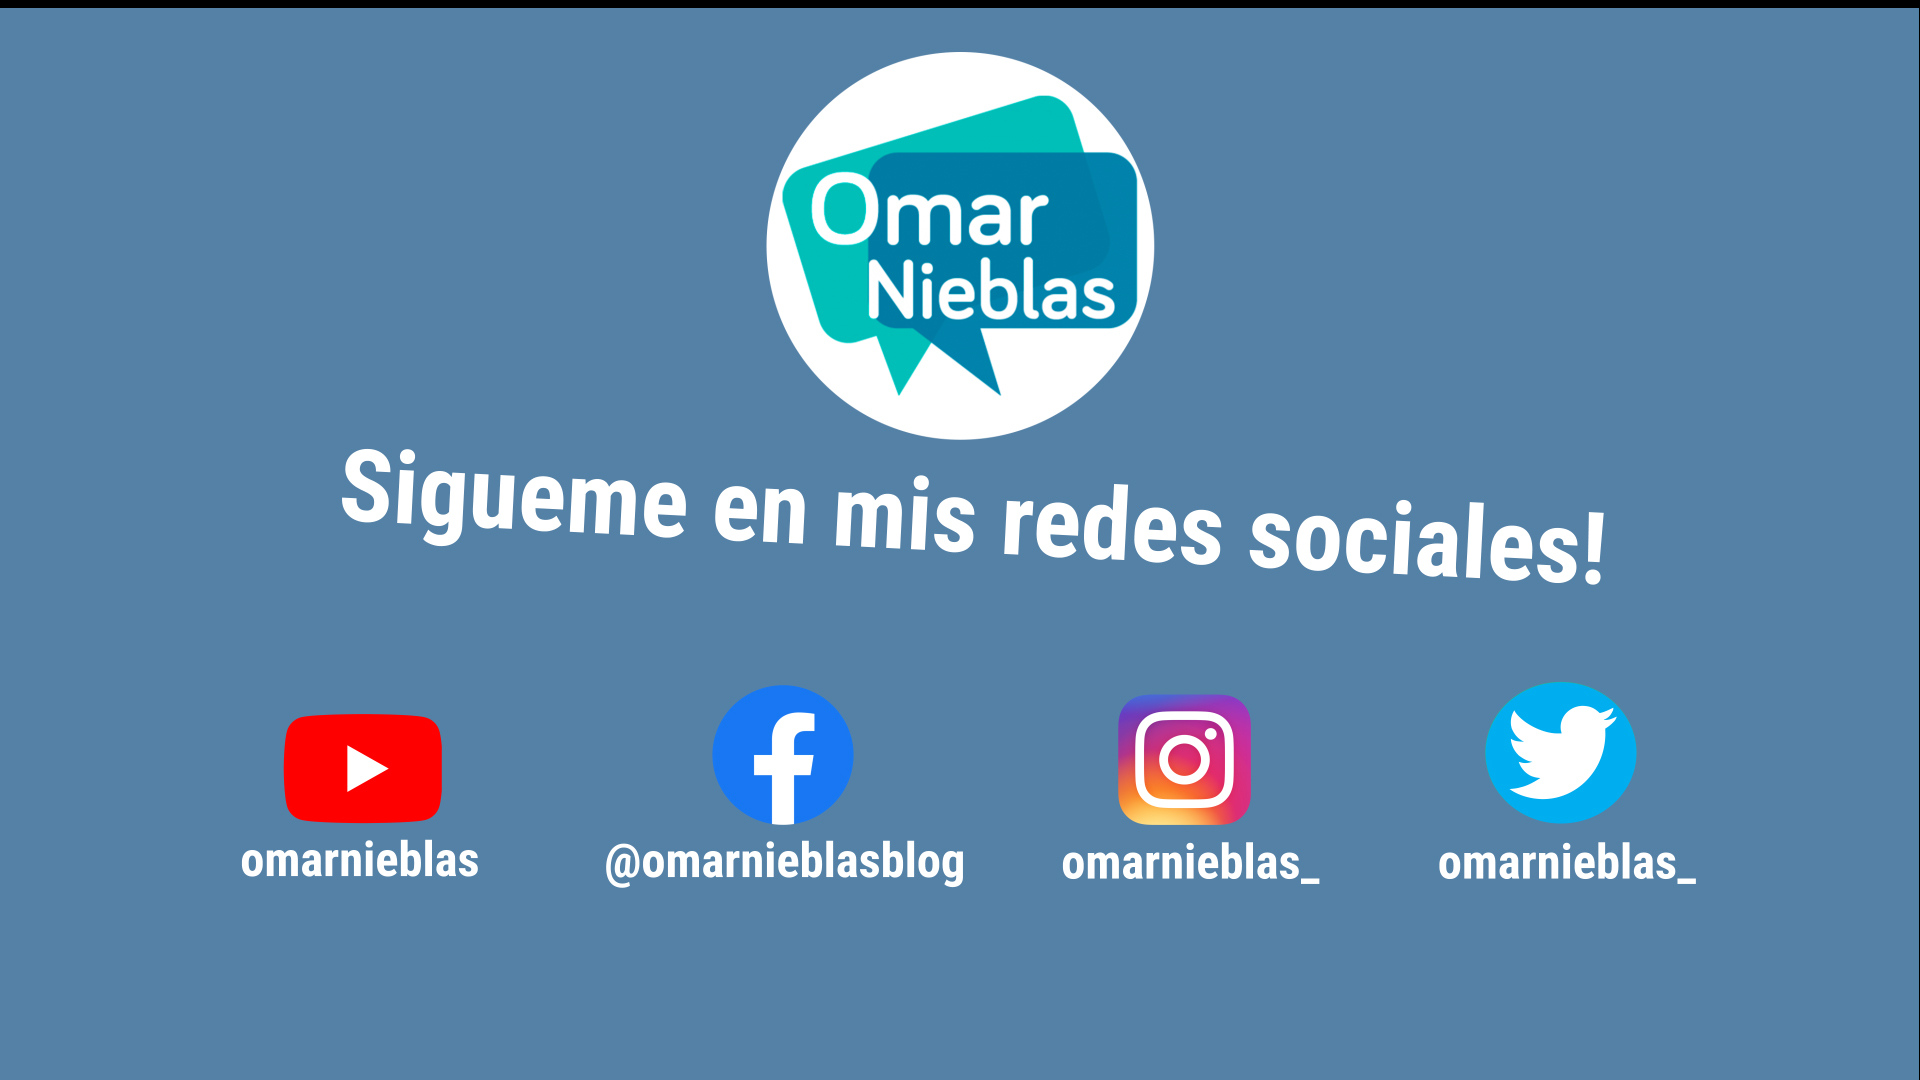 Omar
Nieblas
Sigueme en mis redes sociales!
omarnieblas
@omarnieblasblog
omarnieblas_
omarnieblas_